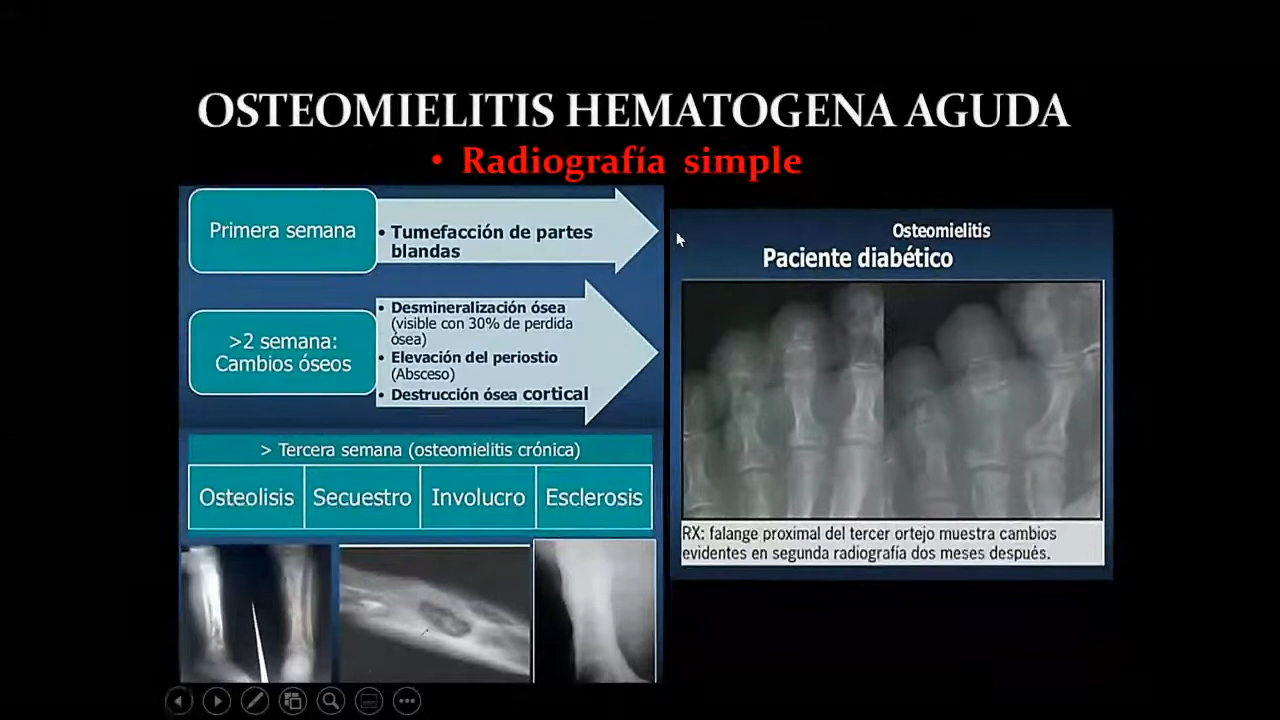 OSTEOMIELITIS HEMATOGENA AGUDA
• Radiografía simple
Primera semana
• Tumefacción de partes
blandas
>2 semana:
Cambios óseos
• Desmineralización ósea
(visible con 30% de perdida
ósea)
• Elevación del periostio
(Absceso)
• Destrucción ósea cortical
> Tercera semana (osteomielitis crónica)
Osteolisis
Secuestro
Involucro
Esclerosis
Osteomielitis
Paciente diabético
RX: falange proximal del tercer ortejo muestra cambios
evidentes en segunda radiografía dos meses después.